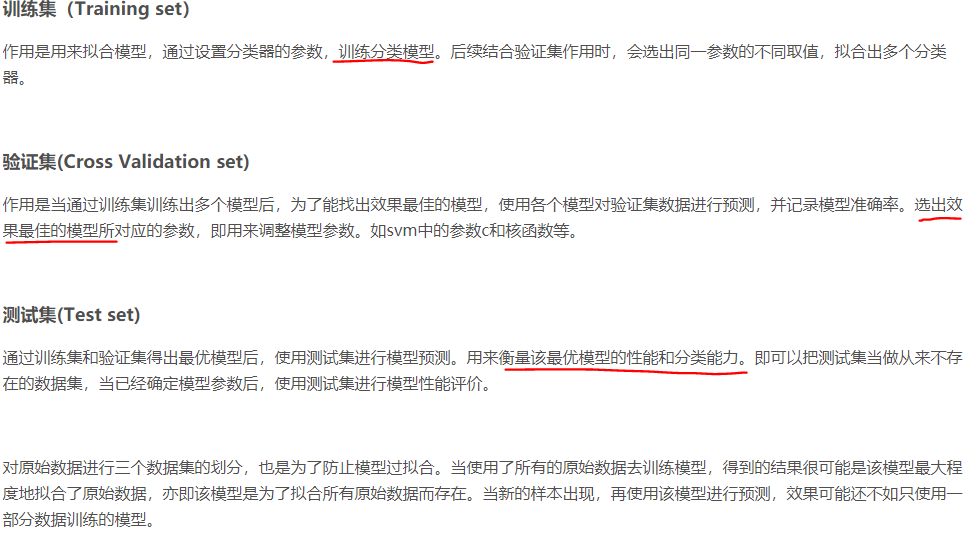 训练集（Training set）
作用是用来拟合模型，通过设置分类器的参数，训练分类模型。后续结合验证集作用时，会选出同一参数的不同取值，拟合出多个分类
器。
验证集(Cross Validation set)
作用是当通过训练集训练出多个模型后，为了能找出效果最佳的模型，使用各个模型对验证集数据进行预测，并记录模型准确率。选出效
果最佳的模型所对应的参数，即用来调整模型参数。如svm中的参数c和核函数等。
测试集(Test set)
通过训练集和验证集得出最优模型后，使用测试集进行模型预测。用来衡量该最优模型的性能和分类能力。即可以把测试集当做从来不存
在的数据集，当已经确定模型参数后，使用测试集进行模型性能评价。
对原始数据进行三个数据集的划分，也是为了防止模型过拟合。当使用了所有的原始数据去训练模型，得到的结果很可能是该模型最大程
度地拟合了原始数据，亦即该模型是为了拟合所有原始数据而存在。当新的样本出现，再使用该模型进行预测，效果可能还不如只使用一
部分数据训练的模型。